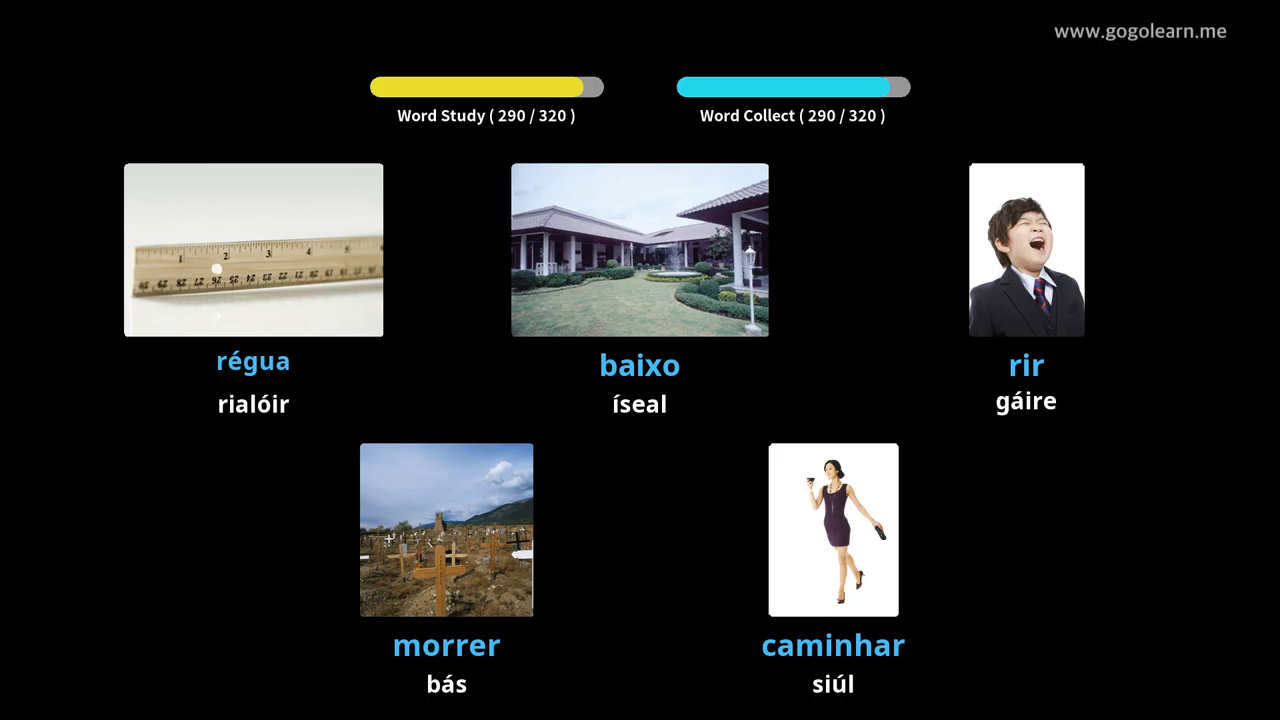 www.gogolearn.me
Word Study ( 290 / 320 )
Word Collect ( 290 / 320 )
régua
rialóir
baixo
íseal
rir
gáire
morrer
bás
caminhar
siúl